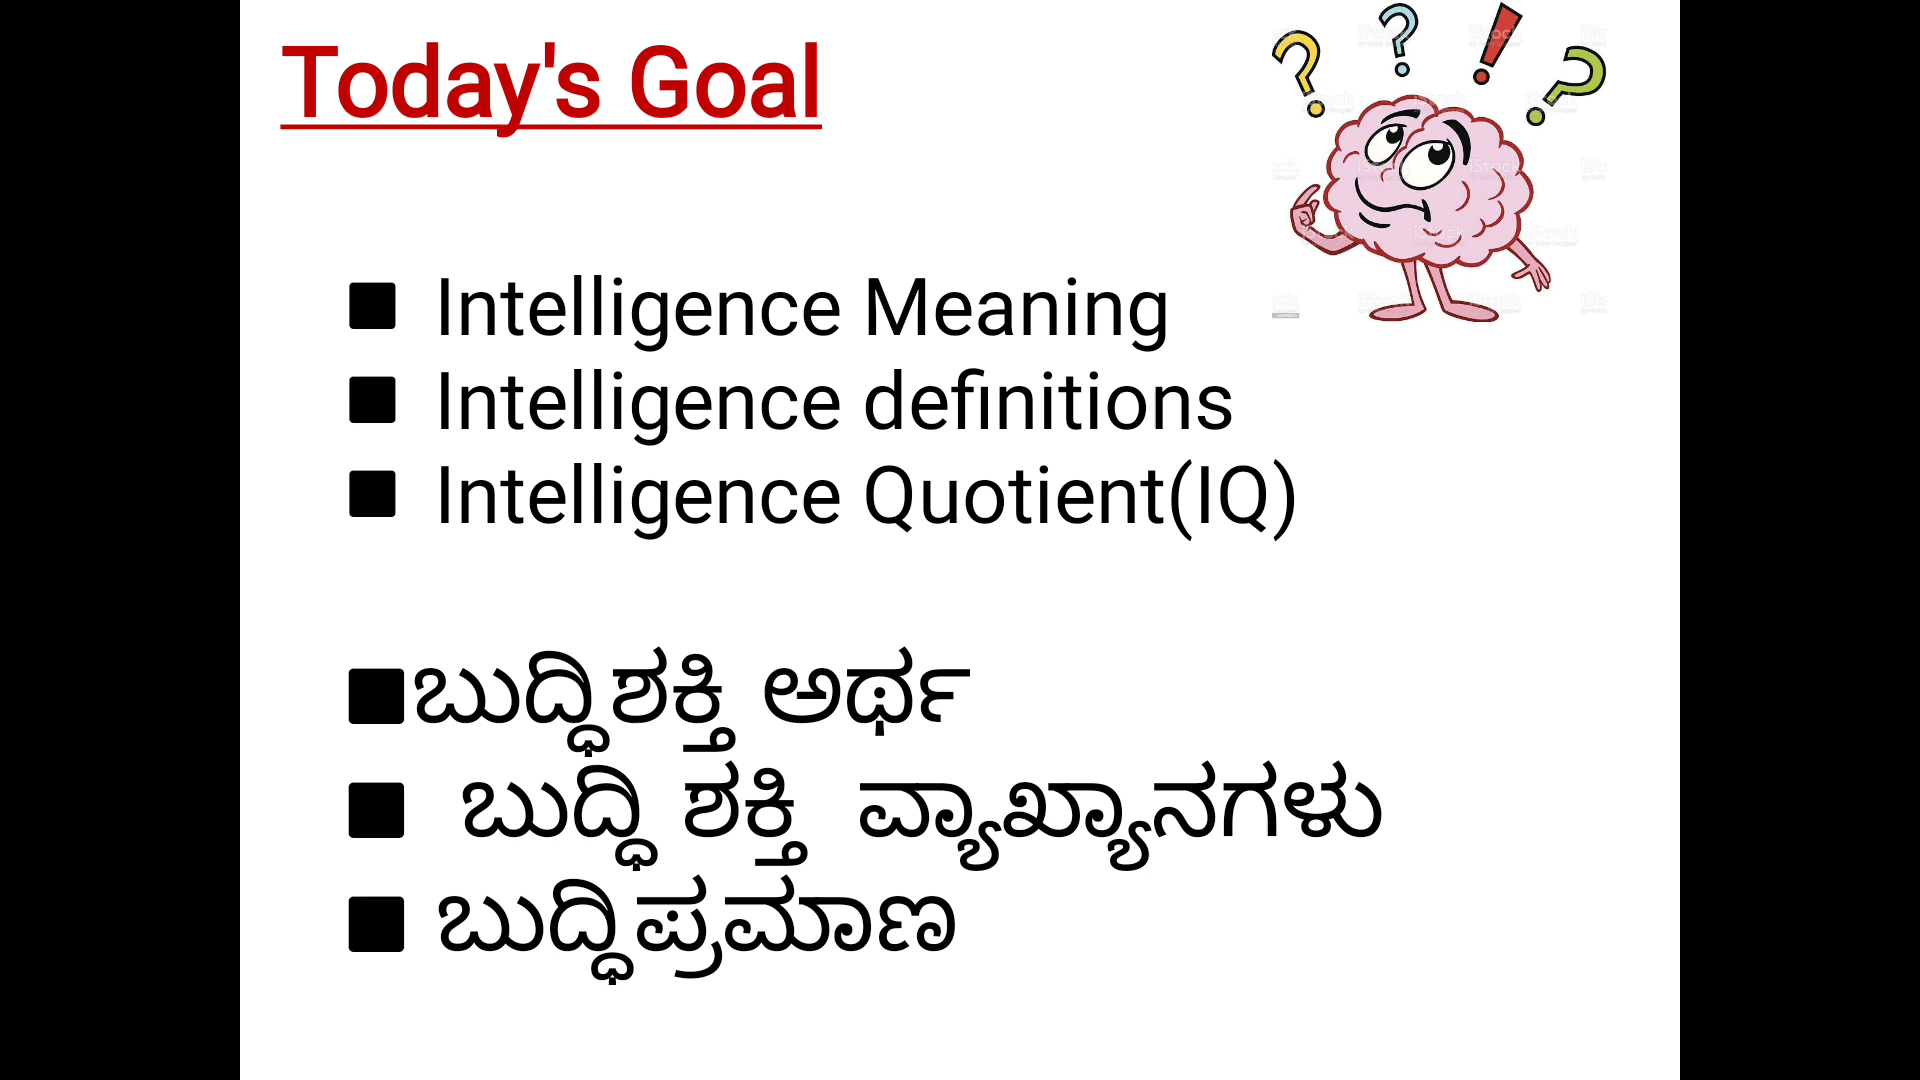 Today's Goal
■ Intelligence Meaning
■ Intelligence definitions
■ Intelligence Quotient(IQ)
■ಬುದ್ಧಿಶಕ್ತಿ ಅರ್ಥ
■ ಬುದ್ಧಿ ಶಕ್ತಿ ವ್ಯಾಖ್ಯಾನಗಳು
■ ಬುದ್ಧಿಪ್ರಮಾಣ